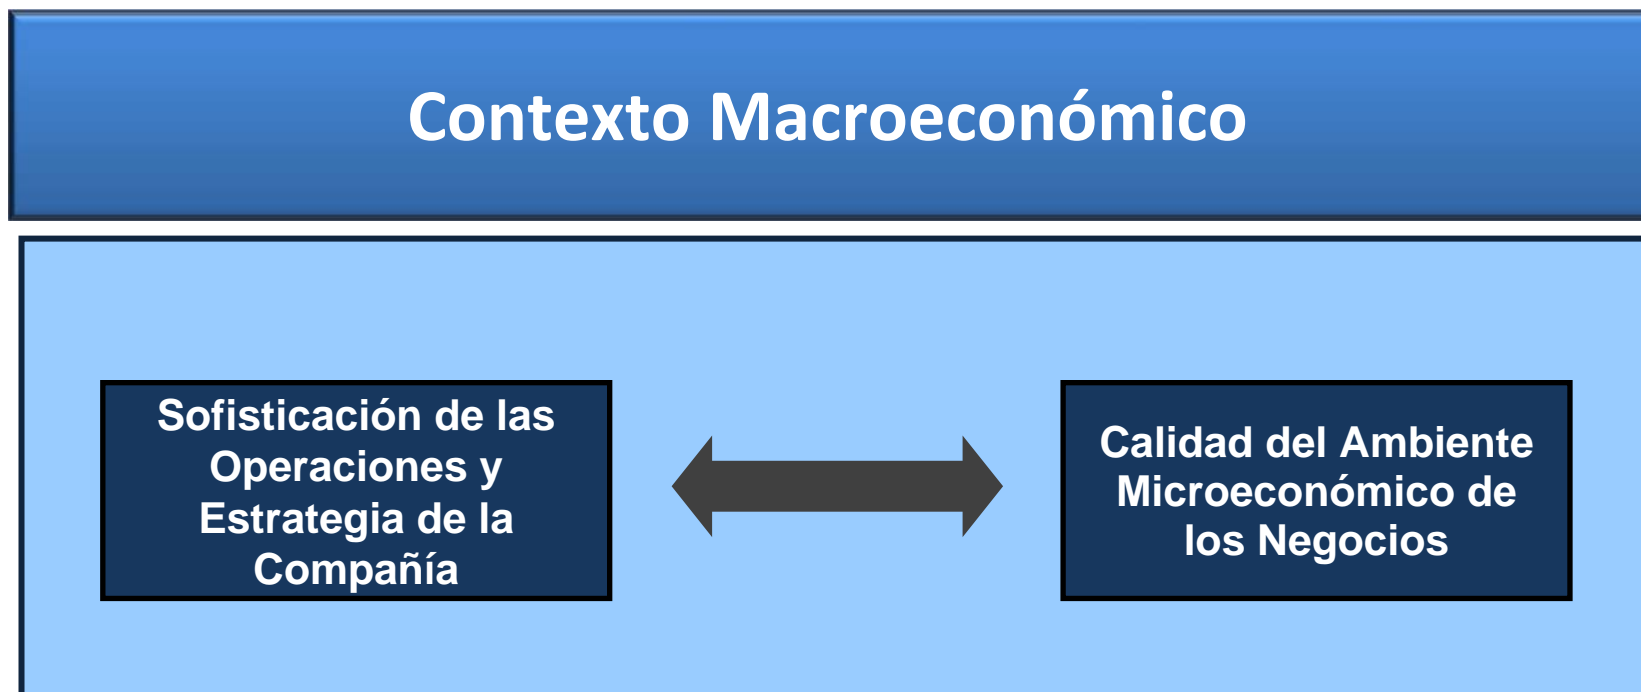 Contexto Macroeconómico
Sofisticación de las
Operaciones y
Estrategia de la
Compañía
Calidad del Ambiente
Microeconómico de
los Negocios